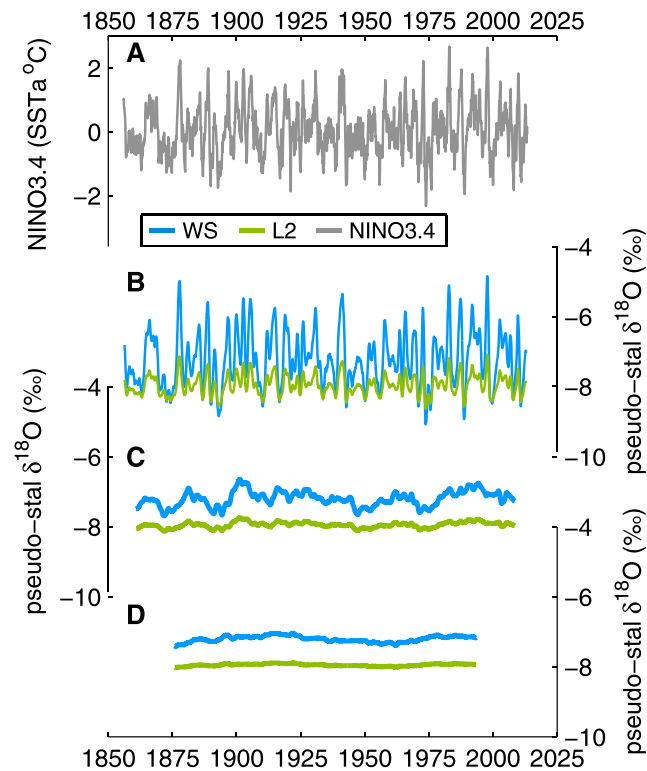 1850 1875 1900 1925 1950 1975 2000 2025
A
NINO3.4 (SSTa °C)
2
0
−2
WS L2 NINO3.4
B
−4
−6
−8
−10
pseudo−stal δ18O (‰)
C
−4
−6
−8
−10
pseudo−stal δ18O (‰)
D
−4
−6
−8
−10
pseudo−stal δ18O (‰)
1850 1875 1900 1925 1950 1975 2000 2025